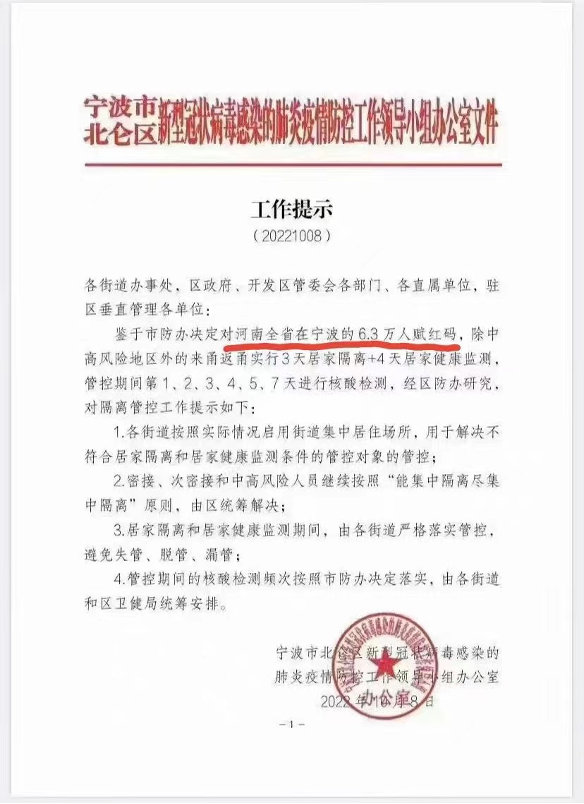 宁波市
北仑区新型冠状病毒感染的肺炎疫情防控工作领导小组办公室文件
工作提示
（20221008）
各街道办事处，区政府、开发区管委会各部门、各直属单位，驻
区垂直管理各单位：
鉴于市防办决定对河南全省在宁波的 6.3 万人赋红码，除中
高风险地区外的来甬返甬实行3天居家隔离+4天居家健康监测，
管控期间第 1、2、3、4、5、7 天进行核酸检测，经区防办研究，
对隔离管控工作提示如下：
1.各街道按照实际情况启用街道集中居住场所，用于解决不
符合居家隔离和居家健康监测条件的管控对象的管控；
2.密接、次密接和中高风险人员继续按照“能集中隔离尽集
中隔离”原则，由区统筹解决；
3.居家隔离和居家健康监测期间，由各街道严格落实管控，
避免失管、脱管、漏管；
4.管控期间的核酸检测频次按照市防办决定落实，由各街道
和区卫健局统筹安排。
宁波市北仑区新型冠状病毒感染的
肺炎疫情防控工作领导小组办公室
办公室
2022 年 10 月 8 日
- 1 -